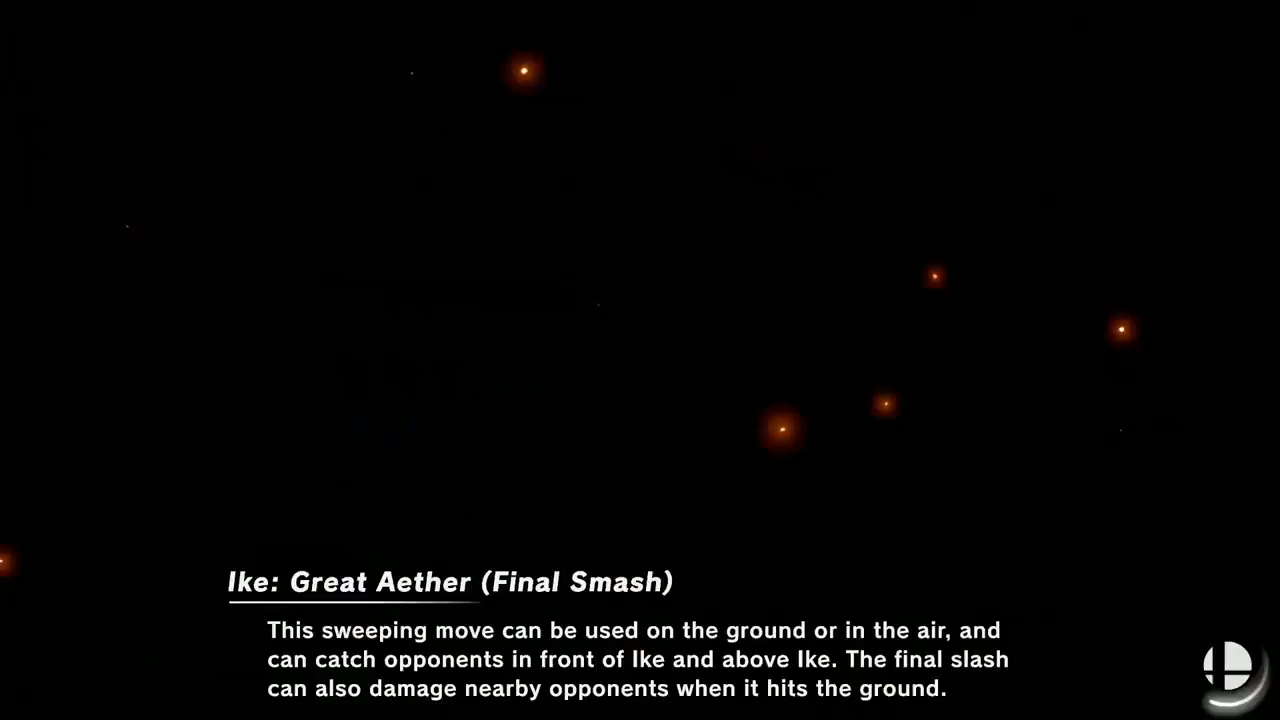 Ike: Great Aether (Final Smash)
This sweeping move can be used on the ground or in the air, and
can catch opponents in front of Ike and above Ike. The final slash
can also damage nearby opponents when it hits the ground.